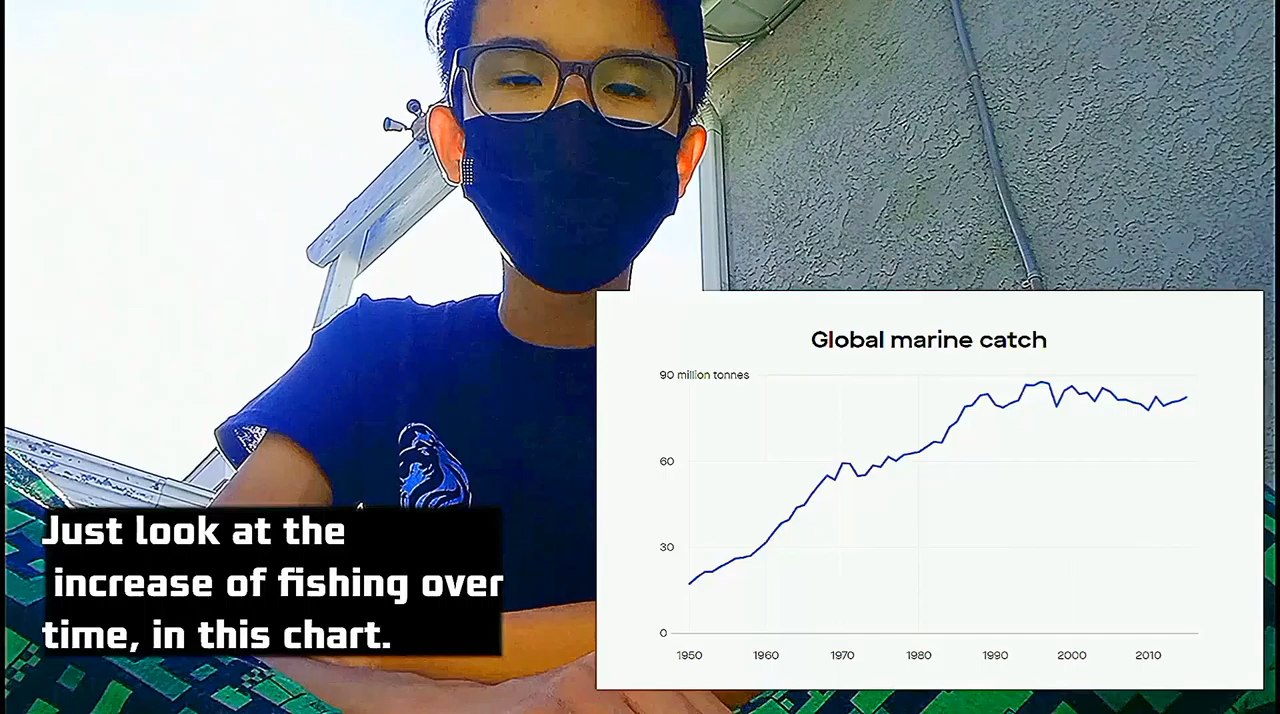 Just look at the
increase of fishing over
time, in this chart.
Global marine catch
90 million tonnes
60
30
0
1950 1960 1970 1980 1990 2000 2010